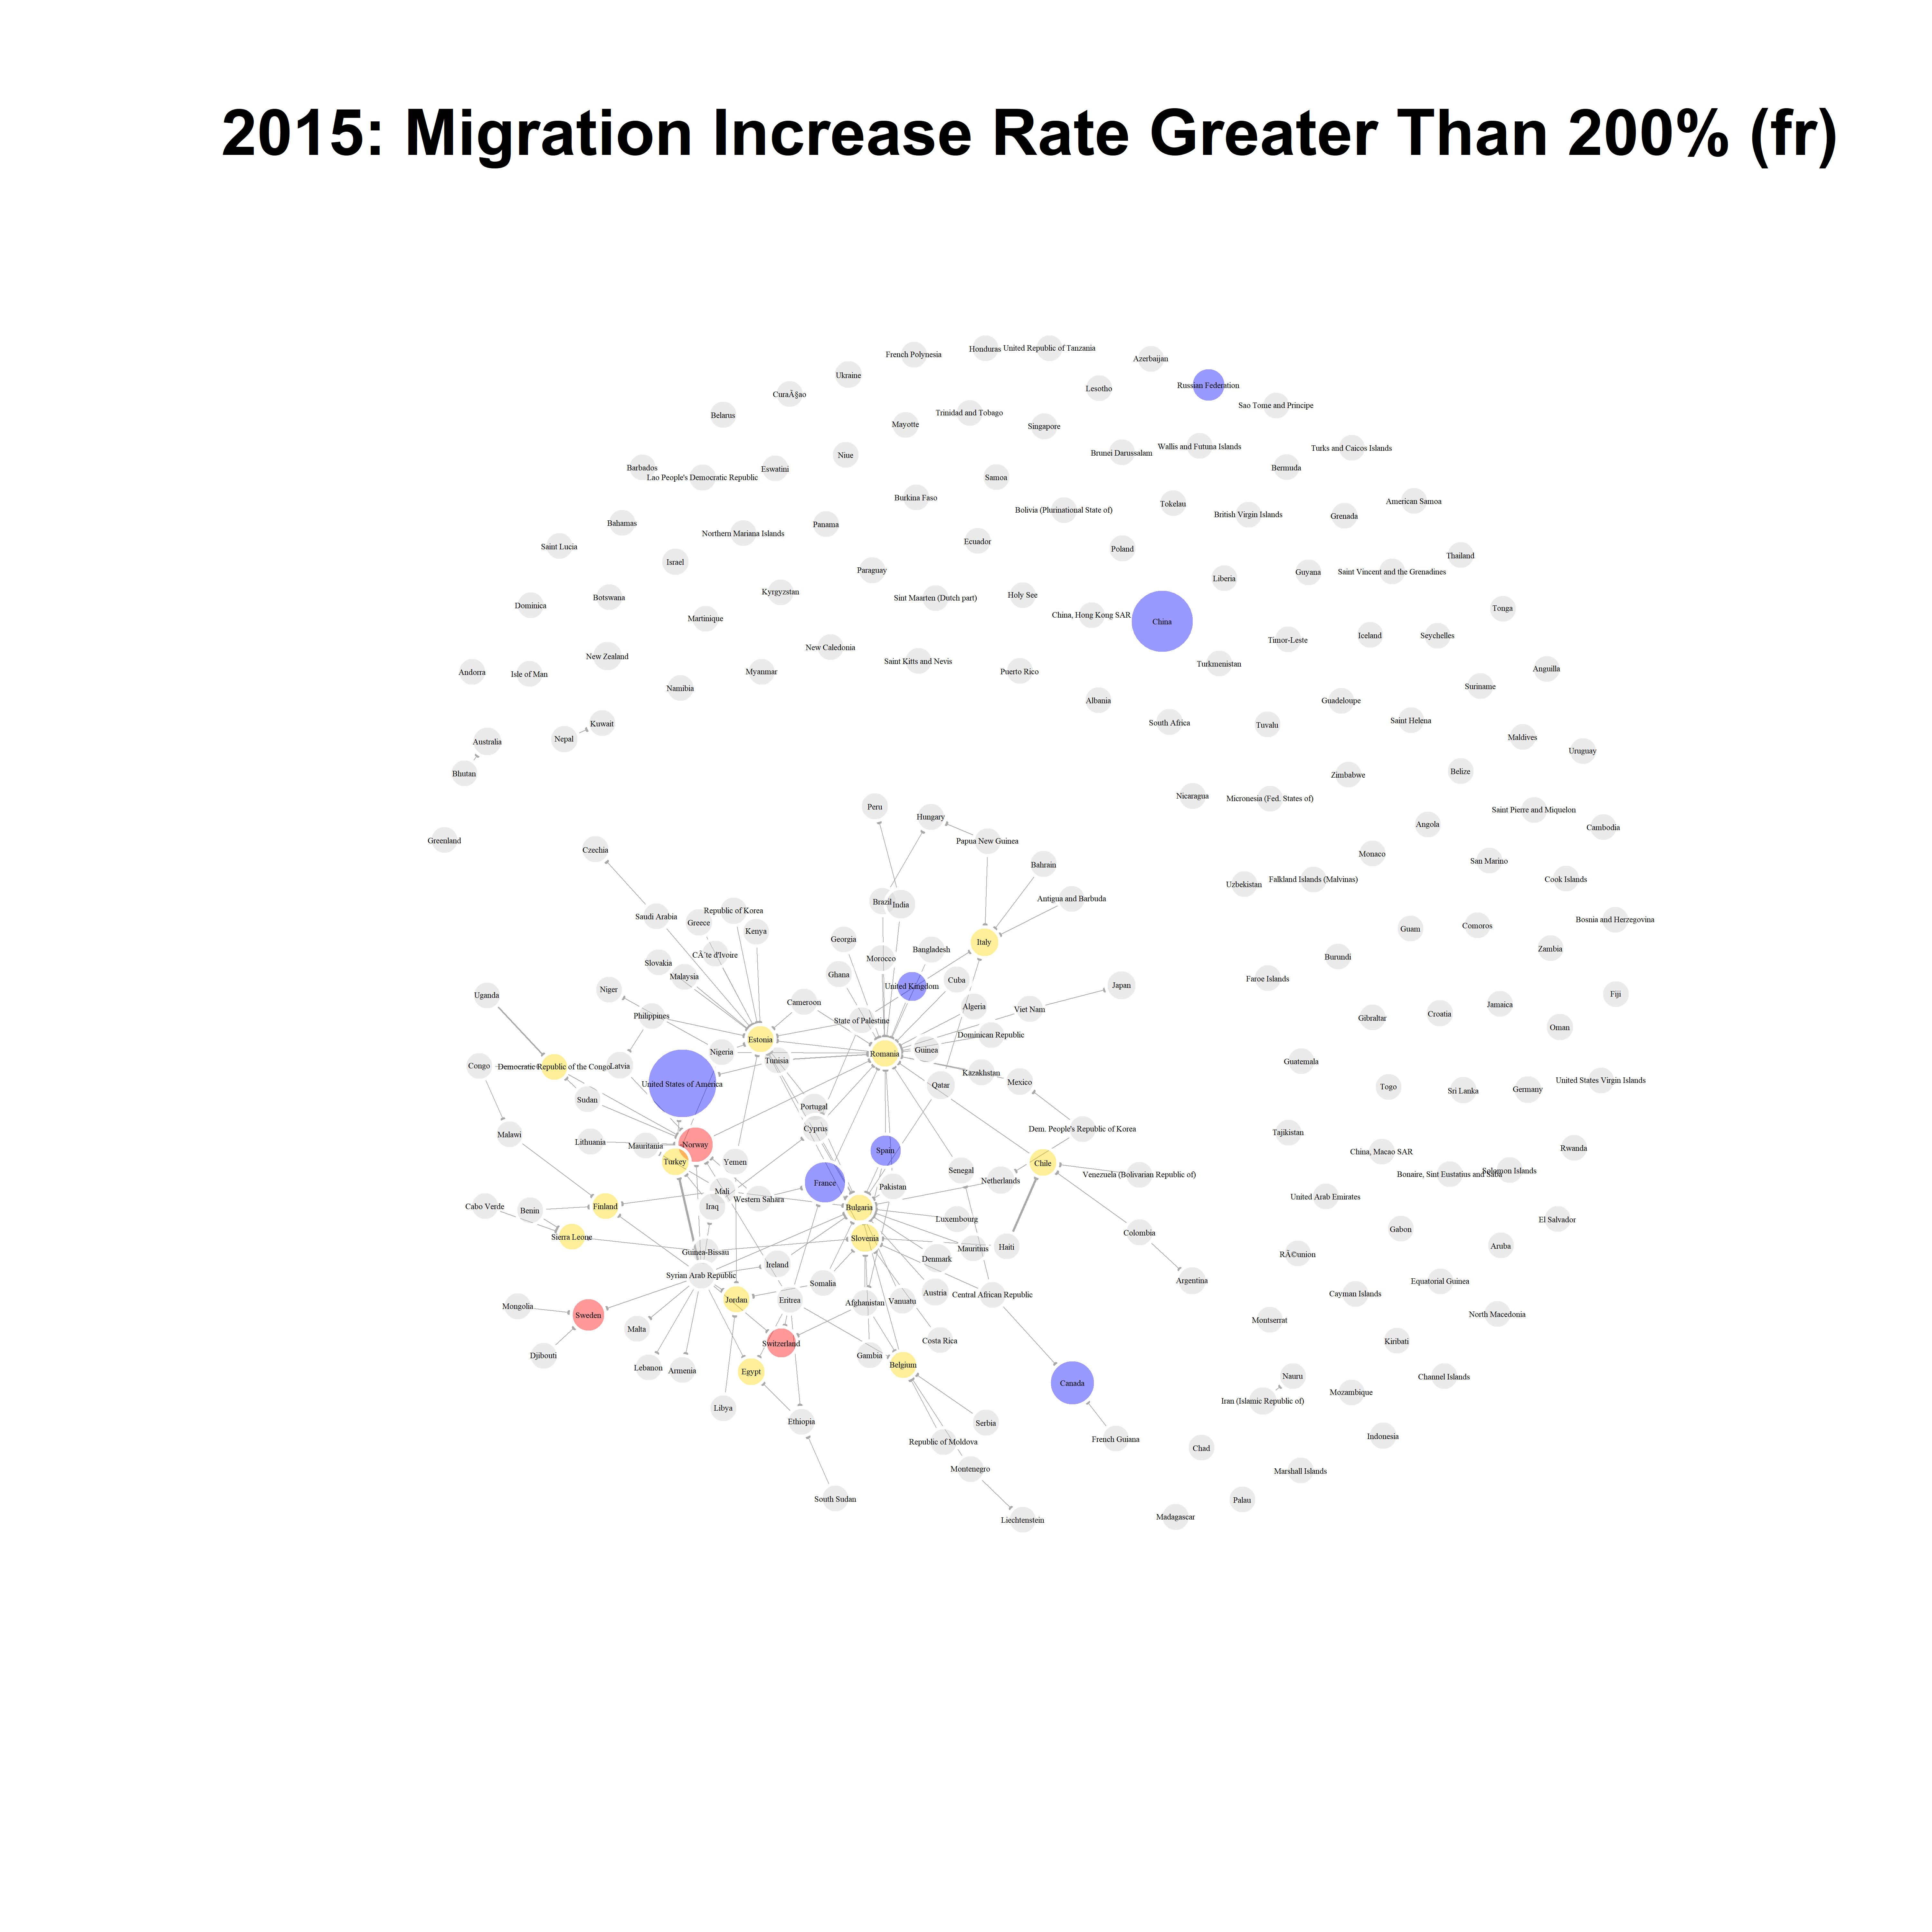 2015: Migration Increase Rate Greater Than 200% (fr)
French Polynesia
Honduras
United Republic of Tanzania
Azerbaijan
Ukraine
Russian Federation
Lesotho
CuraÃ§ao
Sao Tome and Principe
Belarus
Trinidad and Tobago
Mayotte
Singapore
Wallis and Futuna Islands
Turks and Caicos Islands
Brunei Darussalam
Niue
Barbados
Eswatini
Bermuda
Lao People's Democratic Republic
Samoa
Burkina Faso
American Samoa
Tokelau
Bolivia (Plurinational State of)
British Virgin Islands
Grenada
Bahamas
Panama
Northern Mariana Islands
Ecuador
Saint Lucia
Poland
Thailand
Israel
Paraguay
Guyana
Saint Vincent and the Grenadines
Liberia
Kyrgyzstan
Holy See
Botswana
Sint Maarten (Dutch part)
Dominica
Tonga
China, Hong Kong SAR
Martinique
China
Iceland
Seychelles
Timor-Leste
New Caledonia
New Zealand
Saint Kitts and Nevis
Turkmenistan
Anguilla
Andorra
Isle of Man
Myanmar
Puerto Rico
Suriname
Namibia
Albania
Guadeloupe
Saint Helena
South Africa
Kuwait
Tuvalu
Maldives
Nepal
Australia
Uruguay
Belize
Bhutan
Zimbabwe
Nicaragua
Micronesia (Fed. States of)
Peru
Saint Pierre and Miquelon
Hungary
Angola
Cambodia
Greenland
Papua New Guinea
Czechia
Monaco
San Marino
Bahrain
Falkland Islands (Malvinas)
Cook Islands
Uzbekistan
Antigua and Barbuda
Brazil
India
Republic of Korea
Saudi Arabia
Bosnia and Herzegovina
Greece
Comoros
Guam
Kenya
Georgia
Italy
Bangladesh
Zambia
CÃ´te d'Ivoire
Burundi
Morocco
Slovakia
Ghana
Malaysia
Faroe Islands
Cuba
United Kingdom
Japan
Niger
Fiji
Uganda
Cameroon
Jamaica
Algeria
Viet Nam
Croatia
Philippines
Gibraltar
State of Palestine
Oman
Dominican Republic
Estonia
Guinea
Nigeria
Romania
Tunisia
Guatemala
Congo
Democratic Republic of the Congo
Latvia
Kazakhstan
United States Virgin Islands
Mexico
United States of America
Qatar
Togo
Sri Lanka
Germany
Sudan
Portugal
Malawi
Cyprus
Dem. People's Republic of Korea
Tajikistan
Lithuania
Norway
Mauritania
Rwanda
Spain
China, Macao SAR
Turkey
Yemen
Chile
Senegal
Solomon Islands
Venezuela (Bolivarian Republic of)
Bonaire, Sint Eustatius and Saba
Netherlands
France
Pakistan
Mali
United Arab Emirates
Western Sahara
Cabo Verde
Finland
Iraq
Bulgaria
Benin
Luxembourg
El Salvador
Gabon
Colombia
Sierra Leone
Slovenia
Aruba
Haiti
Mauritius
Guinea-Bissau
RÃ©union
Denmark
Ireland
Syrian Arab Republic
Argentina
Equatorial Guinea
Somalia
Austria
Cayman Islands
Central African Republic
Jordan
Eritrea
Vanuatu
Afghanistan
Mongolia
North Macedonia
Sweden
Montserrat
Malta
Costa Rica
Kiribati
Switzerland
Djibouti
Gambia
Belgium
Lebanon
Armenia
Egypt
Nauru
Channel Islands
Canada
Mozambique
Iran (Islamic Republic of)
Libya
Ethiopia
Serbia
Indonesia
French Guiana
Republic of Moldova
Chad
Montenegro
Marshall Islands
South Sudan
Palau
Madagascar
Liechtenstein